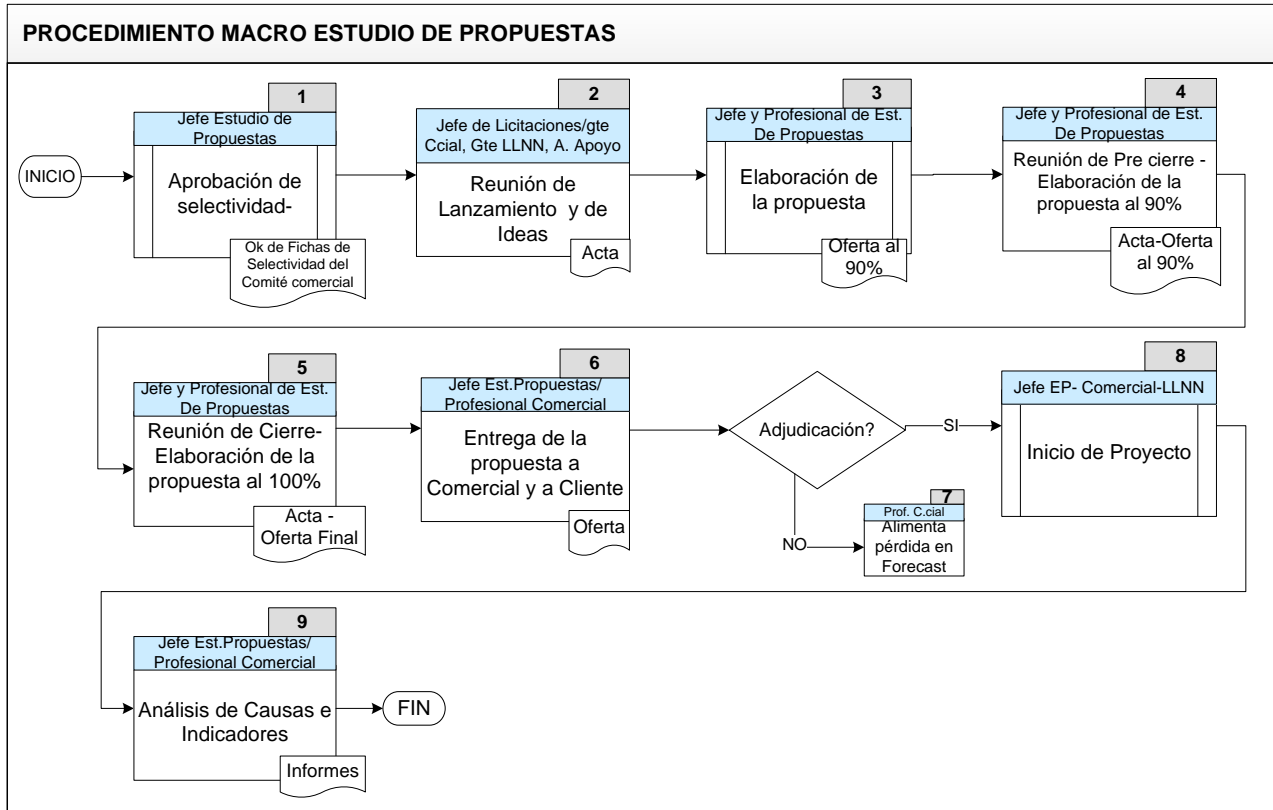 PROCEDIMIENTO MACRO ESTUDIO DE PROPUESTAS
INICIO
1
Jefe Estudio de
Propuestas
Aprobación de
selectividad-
Ok de Fichas de
Selectividad del
Comité comercial
2
Jefe de Licitaciones/gte
Ccial, Gte LLNN, A. Apoyo
Reunión de
Lanzamiento y de
Ideas
Acta
3
Jefe y Profesional de Est.
De Propuestas
Elaboración de
la propuesta
Oferta al
90%
4
Jefe y Profesional de Est.
De Propuestas
Reunión de Pre cierre -
Elaboración de la
propuesta al 90%
Acta-Oferta
al 90%
5
Jefe y Profesional de Est.
De Propuestas
Reunión de Cierre-
Elaboración de la
propuesta al 100%
Acta -
Oferta Final
6
Jefe Est.Propuestas/
Profesional Comercial
Entrega de la
propuesta a
Comercial y a Cliente
Oferta
Adjudicación?
SI
NO
7
Prof. C.cial
Alimenta
pérdida en
Forecast
8
Jefe EP- Comercial-LLNN
Inicio de Proyecto
9
Jefe Est.Propuestas/
Profesional Comercial
Análisis de Causas e
Indicadores
Informes
FIN